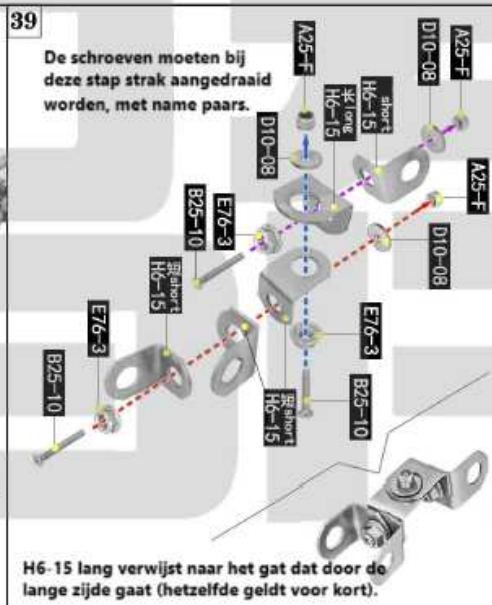 39
De schroeven moeten bij
deze stap strak aangedraaid
worden, met name paars.
A25-F
D10-08
A25-F
short
H6-15
长long
H6-15
D10-08
A25-F
D10-08
E76-3
B25-10
短short
H6-15
E76-3
B25-10
E76-3
短short
H6-15
B25-10
H6-15 lang verwijst naar het gat dat door de
lange zijde gaat (hetzelfde geldt voor kort).